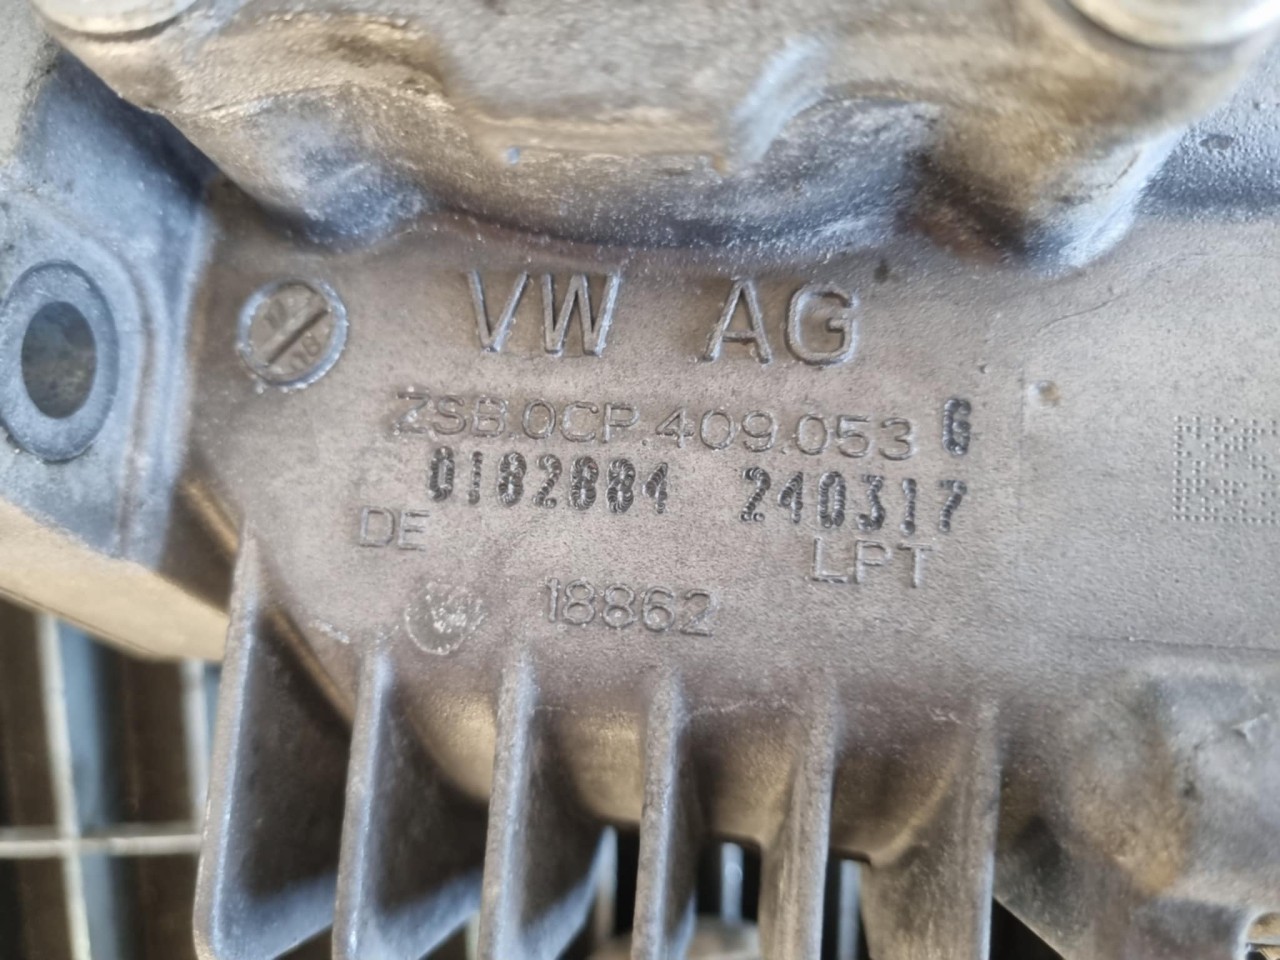 VW AG
ZSB.0CP.409.053 G
0182884 240317
DE LPT
18862